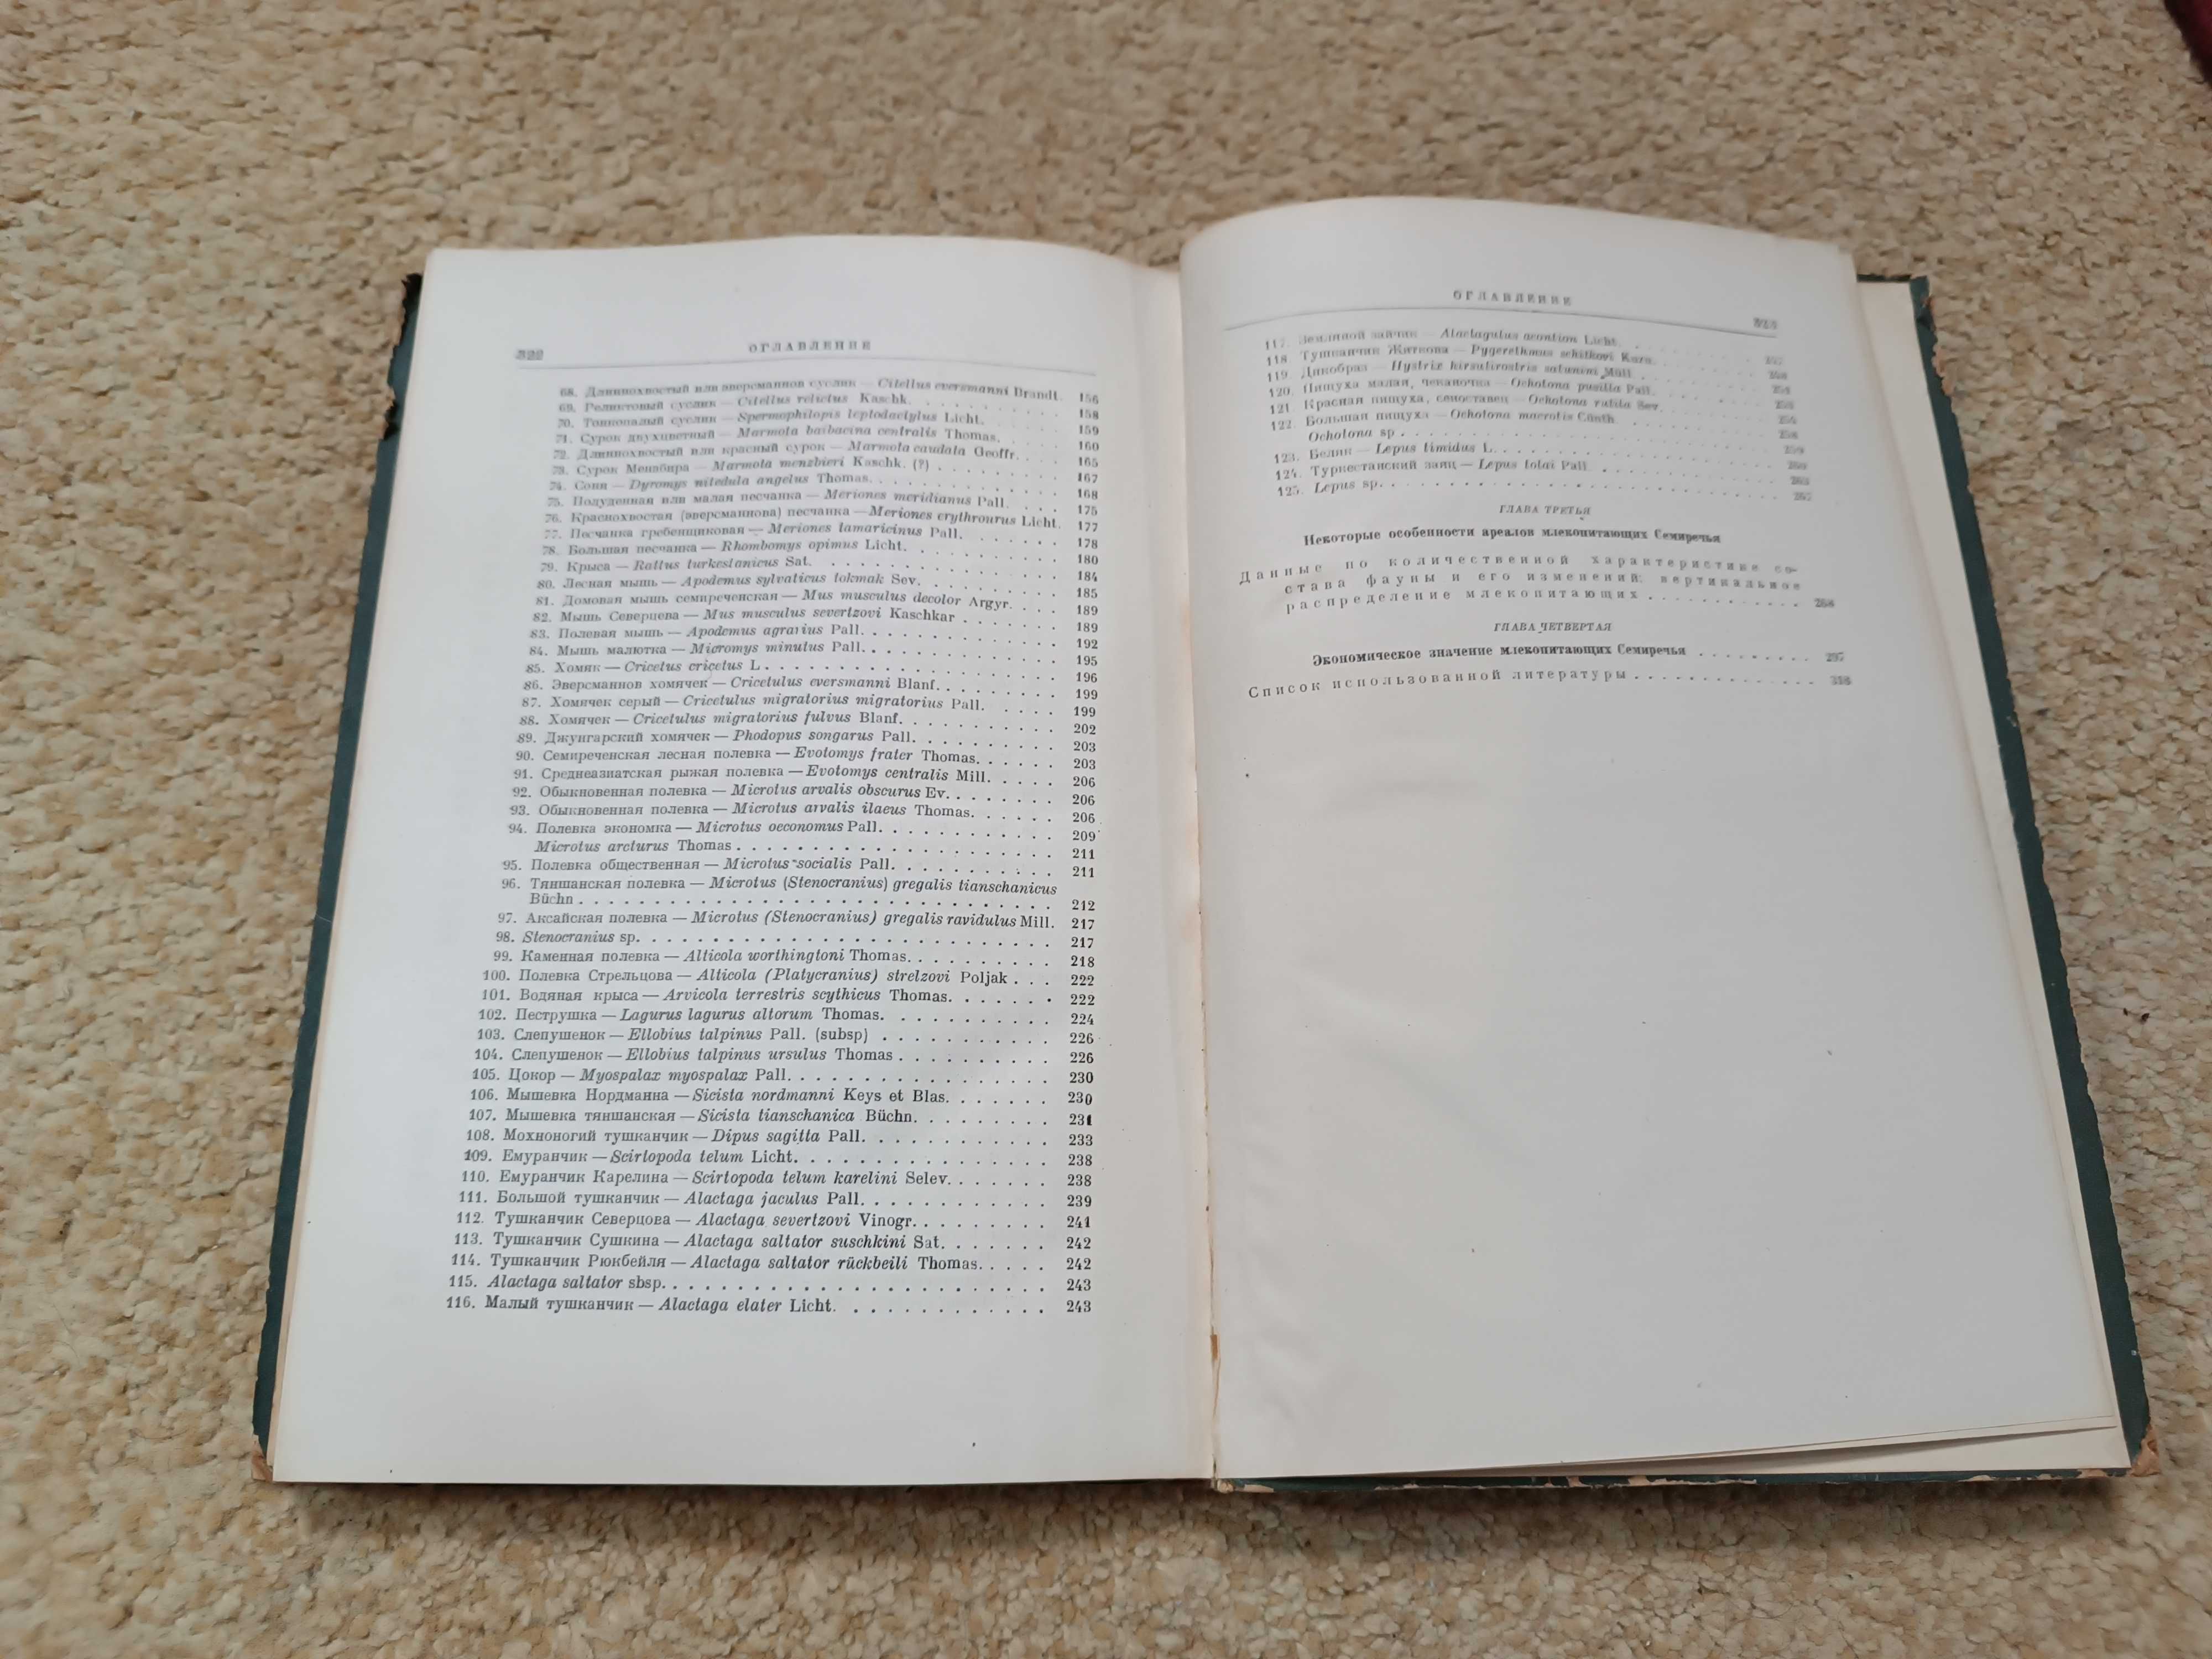 ОГЛАВЛЕНИЕ
68. Длиннохвостый или эверсманнов суслик — Citellus eversmanni Brandt. 156
69. Реликтовый суслик — Citellus relictus Kaschk. 158
70. Тонкопалый суслик — Spermophilopis leptodactylus Licht. 159
71. Сурок двухцветный — Marmota baibacina centralis Thomas. 160
72. Длиннохвостый или красный сурок — Marmota caudata Geoffr. 165
73. Сурок Мензбира — Marmota menzbieri Kaschk. (?) 167
74. Соня — Dyromys nitedula angelus Thomas. 168
75. Полуденная или малая песчанка — Meriones meridianus Pall. 175
76. Краснохвостая (эверсманнова) песчанка — Meriones erythrourus Licht. 177
77. Песчанка гребенщиковая — Meriones tamaricinus Pall. 178
78. Большая песчанка — Rhombomys opimus Licht. 180
79. Крыса — Rattus turkestanicus Sat. 184
80. Лесная мышь — Apodemus sylvaticus tokmak Sev. 185
81. Домовая мышь семиреченская — Mus musculus decolor Argyr. 189
82. Мышь Северцева — Mus musculus severtzovi Kaschkar 189
83. Полевая мышь — Apodemus agrarius Pall. 192
84. Мышь малютка — Micromys minutus Pall. 195
85. Хомяк — Cricetus cricetus L. 196
86. Эверсманнов хомячек — Cricetulus eversmanni Blanf. 199
87. Хомячек серый — Cricetulus migratorius migratorius Pall. 199
88. Хомячек — Cricetulus migratorius fulvus Blanf. 202
89. Джунгарский хомячек — Phodopus songarus Pall. 203
90. Семиреченская лесная полевка — Evotomys frater Thomas. 203
91. Среднеазиатская рыжая полевка — Evotomys centralis Mill. 206
92. Обыкновенная полевка — Microtus arvalis obscurus Ev. 206
93. Обыкновенная полевка — Microtus arvalis ilaeus Thomas. 206
94. Полевка экономка — Microtus oeconomus Pall. 209
Microtus arcturus Thomas 211
95. Полевка общественная — Microtus socialis Pall. 211
96. Тяншанская полевка — Microtus (Stenocranius) gregalis tianschanicus
Büchn 212
97. Аксайская полевка — Microtus (Stenocranius) gregalis ravidulus Mill. 217
98. Stenocranius sp. 217
99. Каменная полевка — Alticola worthingtoni Thomas. 218
100. Полевка Стрельцова — Alticola (Platycranius) strelzovi Poljak 222
101. Водяная крыса — Arvicola terrestris scythicus Thomas. 222
102. Пеструшка — Lagurus lagurus altorum Thomas. 224
103. Слепушенок — Ellobius talpinus Pall. (subsp) 226
104. Слепушенок — Ellobius talpinus ursulus Thomas 226
105. Цокор — Myospalax myospalax Pall. 230
106. Мышевка Нордманна — Sicista nordmanni Keys et Blas. 230
107. Мышевка тяншанская — Sicista tianschanica Büchn. 231
108. Мохноногий тушканчик — Dipus sagitta Pall. 233
109. Емуранчик — Scirtopoda telum Licht. 238
110. Емуранчик Карелина — Scirtopoda telum karelini Selev. 238
111. Большой тушканчик — Alactaga jaculus Pall. 239
112. Тушканчик Северцова — Alactaga severtzovi Vinogr. 241
113. Тушканчик Сушкина — Alactaga saltator suschkini Sat. 242
114. Тушканчик Рюкбейля — Alactaga saltator rückbeili Thomas. 242
115. Alactaga saltator sbsp. 243
116. Малый тушканчик — Alactaga elater Licht. 243
ОГЛАВЛЕНИЕ
117. Земляной зайчик — Alactagulus acontion Licht.
118. Тушканчик Житкова — Pygerethmus schitkovi
119. Дикобраз — Hystrix hirsutirostris satunini Müll.
120. Пищуха малая, чекапочка — Ochotona pusilla Pall.
121. Красная пищуха, сеноставец — Ochotona rutila Sev.
122. Большая пищуха — Ochotona macrotis Günth
Ochotona sp.
123. Беляк — Lepus timidus L.
124. Туркестанский заяц — Lepus tolai Pall.
125. Lepus sp.
ГЛАВА ТРЕТЬЯ
Некоторые особенности ареалов млекопитающих Семиречья
Данные по количественной характеристике со-
става фауны и его изменений; вертикальное
распределение млекопитающих
ГЛАВА ЧЕТВЕРТАЯ
Экономическое значение млекопитающих Семиречья
Список использованной литературы